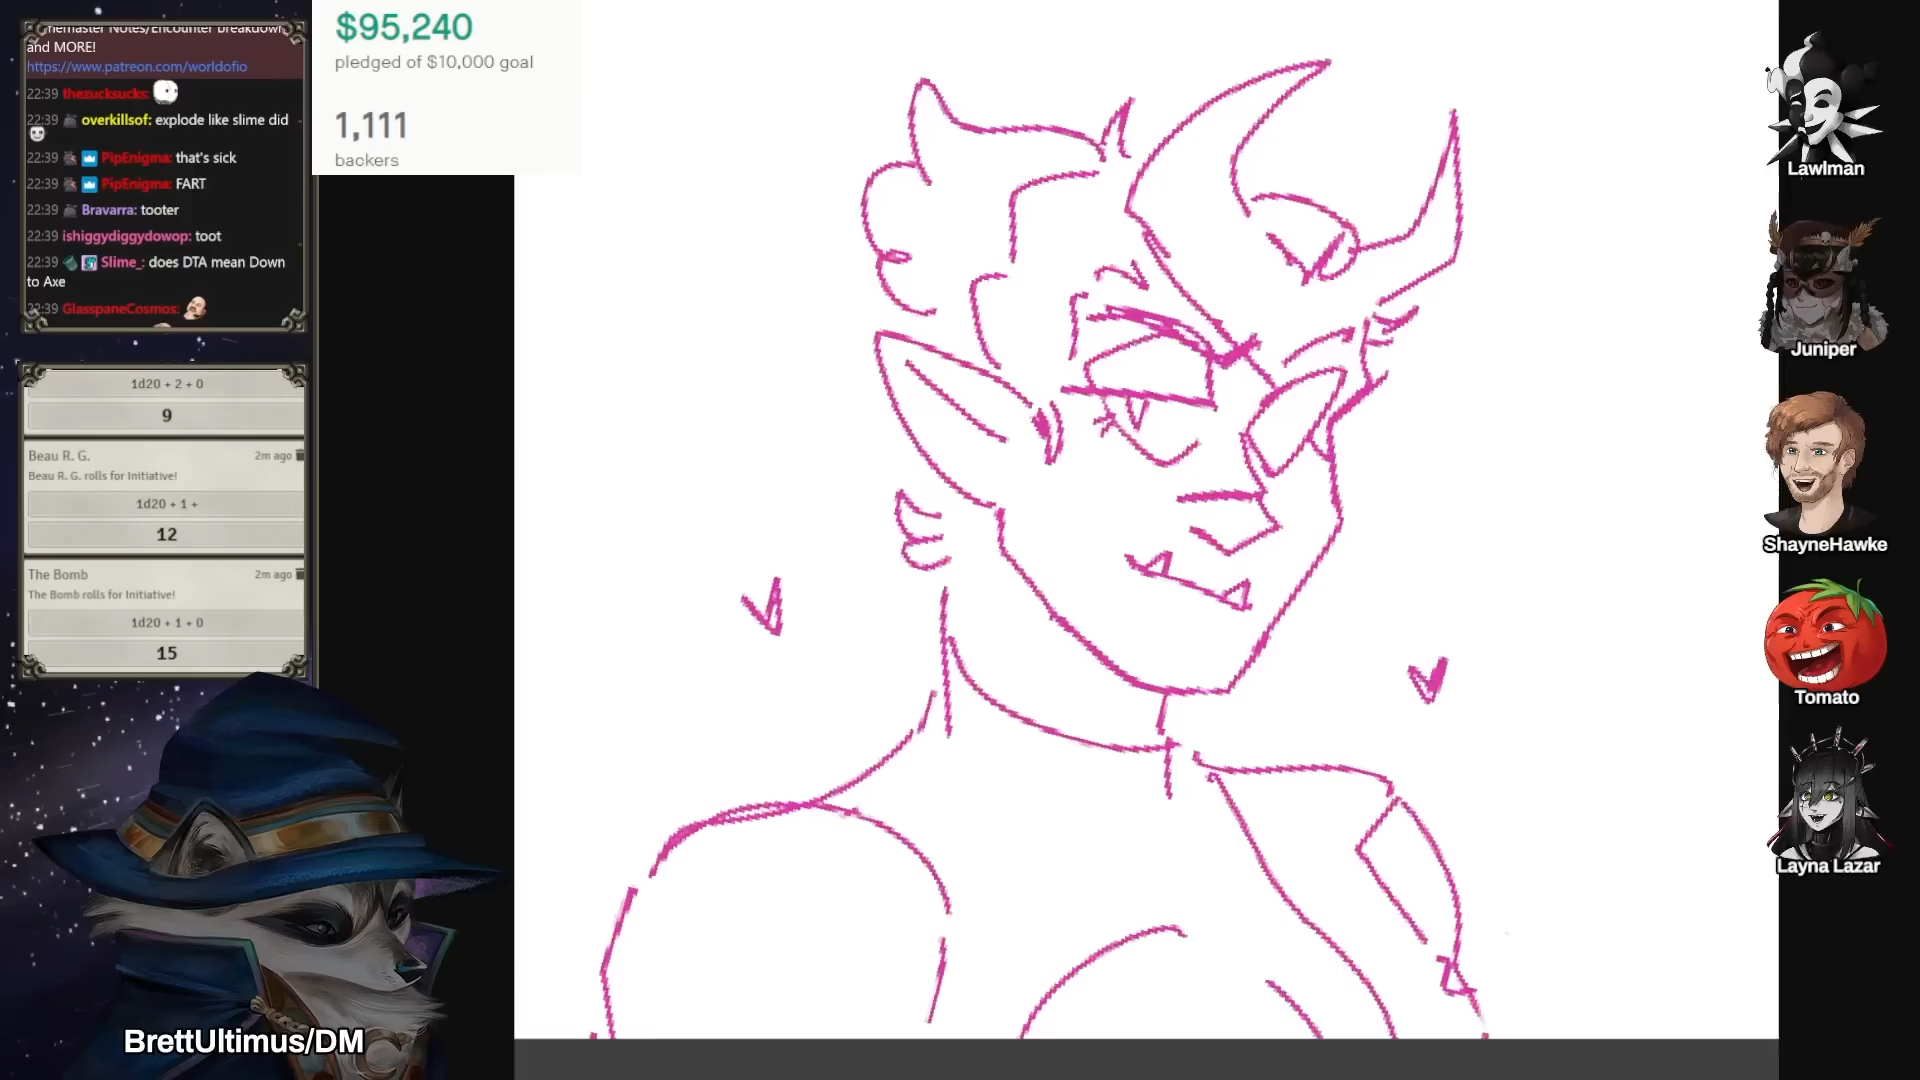 Notes/Encounter breakdown
and MORE!
https://www.patreon.com/worldofio
22:39 thezucksucks:
22:39 overkillsof: explode like slime did
22:39 PipEnigma: that's sick
22:39 PipEnigma: FART
22:39 Bravarra: tooter
22:39 ishiggydiggydowop: toot
22:39 Slime_: does DTA mean Down
to Axe
22:39 GlasspaneCosmos:
$95,240
pledged of $10,000 goal
1,111
backers
1d20 + 2 + 0
9
Beau R. G. 2m ago
Beau R. G. rolls for Initiative!
1d20 + 1 +
12
The Bomb 2m ago
The Bomb rolls for Initiative!
1d20 + 1 + 0
15
BrettUltimus/DM
Lawlman
Juniper
ShayneHawke
Tomato
Layna Lazar